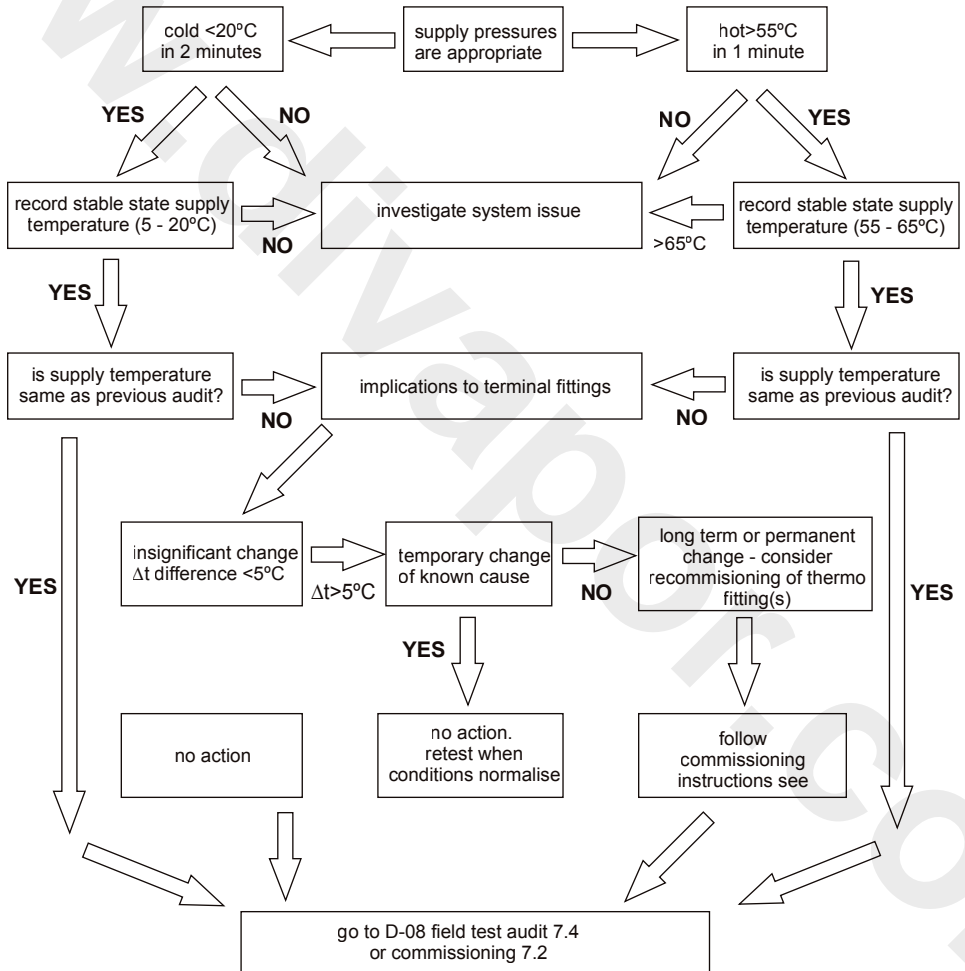 cold <20ºC
in 2 minutes
supply pressures
are appropriate
hot>55ºC
in 1 minute
YES
NO
NO
YES
record stable state supply
temperature (5 - 20ºC)
NO
investigate system issue
>65ºC
record stable state supply
temperature (55 - 65ºC)
YES
YES
is supply temperature
same as previous audit?
NO
implications to terminal fittings
NO
is supply temperature
same as previous audit?
insignificant change
Δt difference <5ºC
Δt>5ºC
temporary change
of known cause
NO
long term or permanent
change - consider
recommisioning of thermo
fitting(s)
YES
YES
YES
no action
no action.
retest when
conditions normalise
follow
commissioning
instructions see
go to D-08 field test audit 7.4
or commissioning 7.2
w.divapor.co